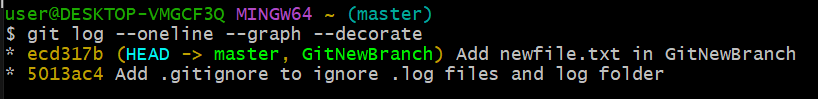 user@DESKTOP-VMGCF3Q MINGW64 ~ (master)
$ git log --oneline --graph --decorate
* ecd317b (HEAD -> master, GitNewBranch) Add newfile.txt in GitNewBranch
* 5013ac4 Add .gitignore to ignore .log files and log folder